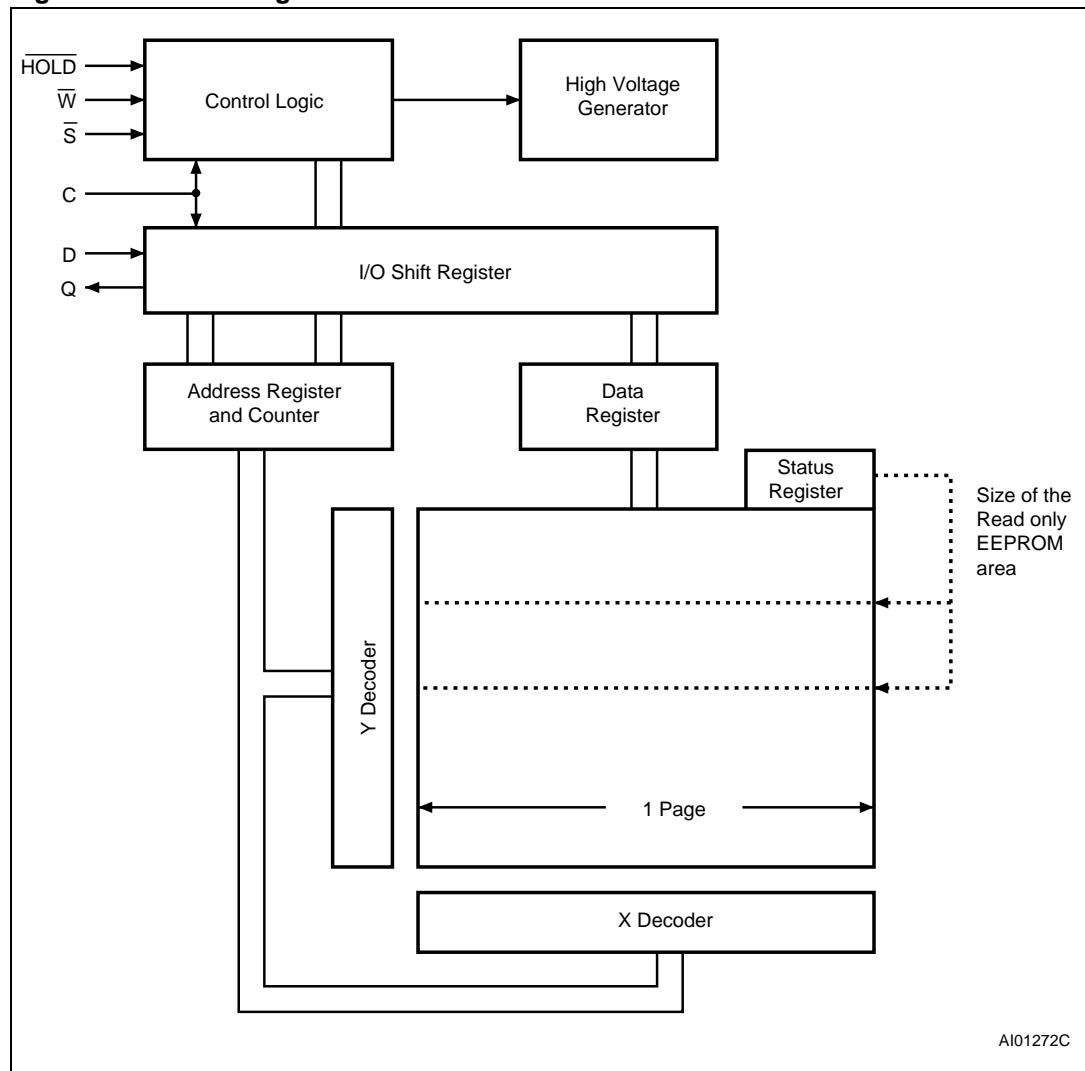 HOLD
W
S
C
D
Q
Control Logic
High Voltage
Generator
I/O Shift Register
Address Register
and Counter
Data
Register
Status
Register
Size of the
Read only
EEPROM
area
Y Decoder
1 Page
X Decoder
AI01272C